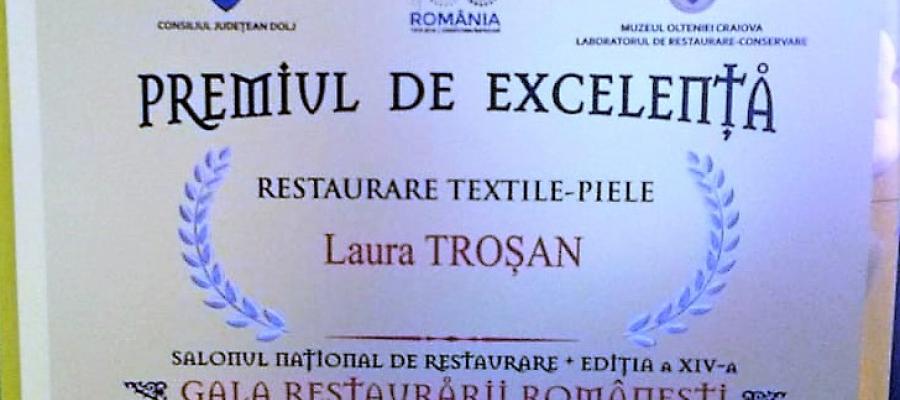 CONSILIUL JUDEȚEAN DOLJ
ROMÂNIA
MUZEUL OLTENIEI CRAIOVA
LABORATORUL DE RESTAURARE-CONSERVARE
PREMIUL DE EXCELENȚĂ
RESTAURARE TEXTILE-PIELE
Laura TROȘAN
SALONUL NAȚIONAL DE RESTAURARE * EDIȚIA a XIV-a
GALA RESTAURĂRII ROMÂNEȘTI